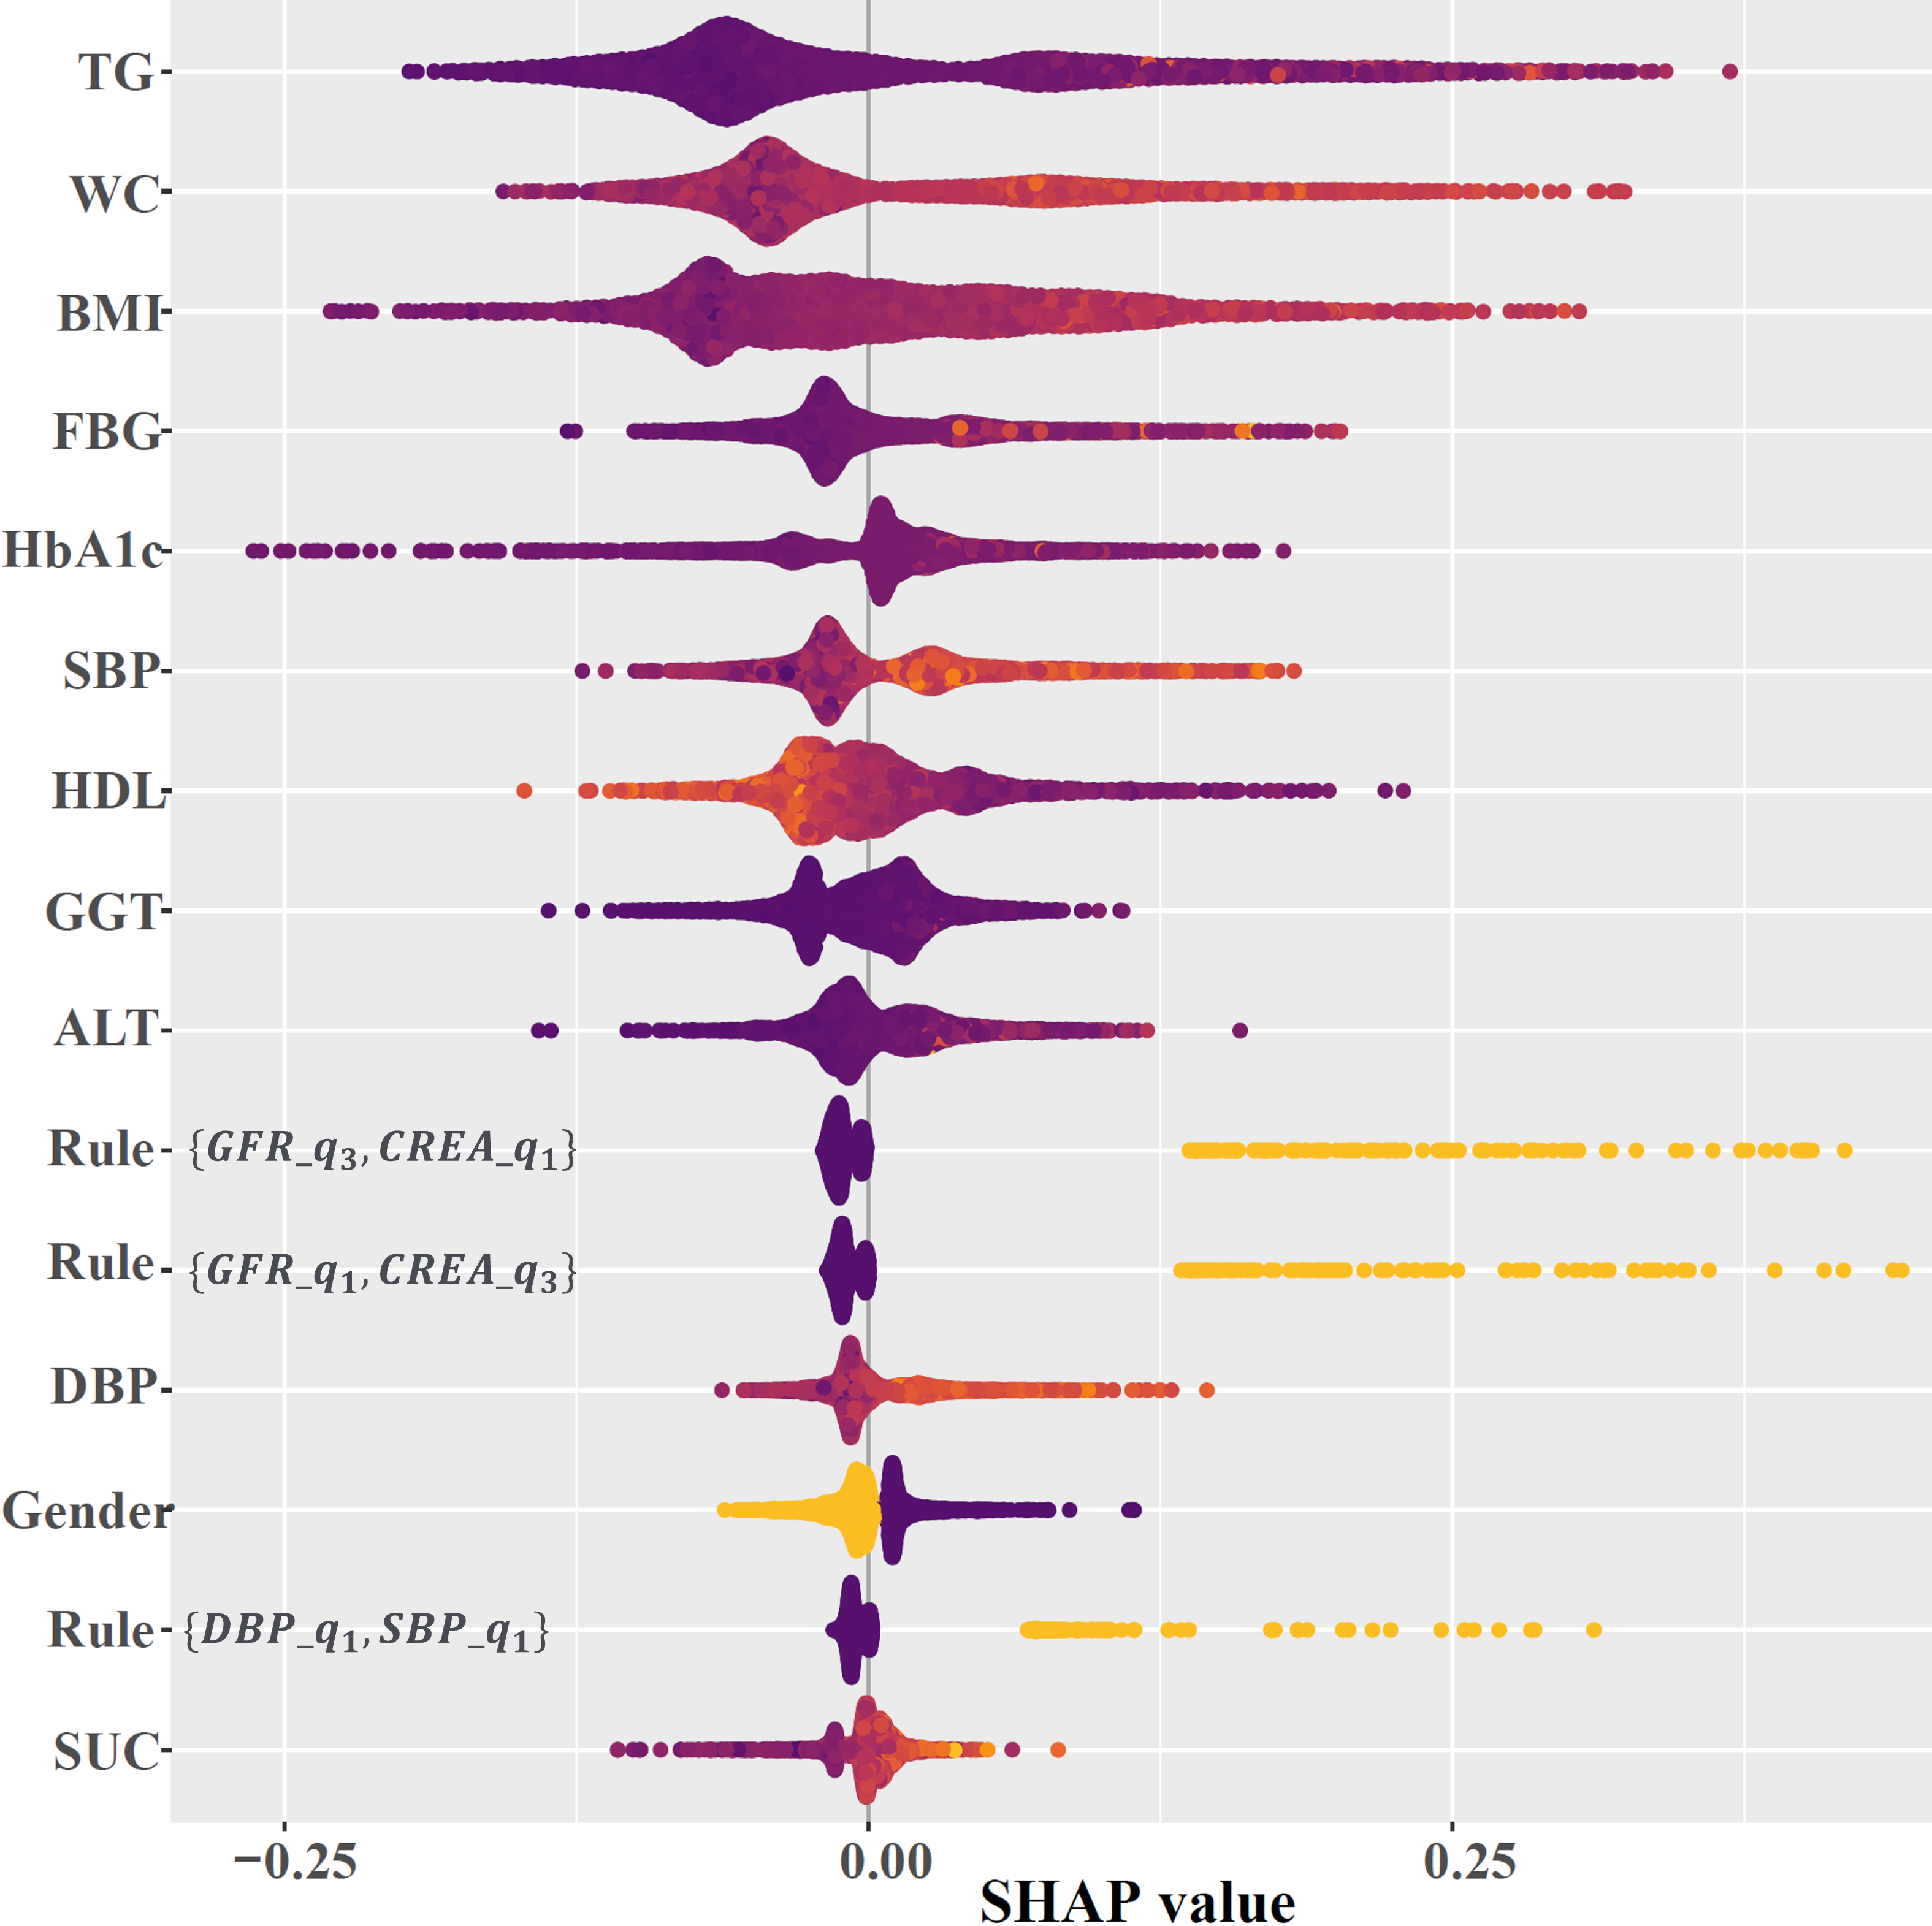 TG
WC
BMI
FBG
HbA1c
SBP
HDL
GGT
ALT
Rule {GFR_q₃, CREA_q₁}
Rule {GFR_q₁, CREA_q₃}
DBP
Gender
Rule {DBP_q₁, SBP_q₁}
SUC
−0.25 0.00 0.25
SHAP value